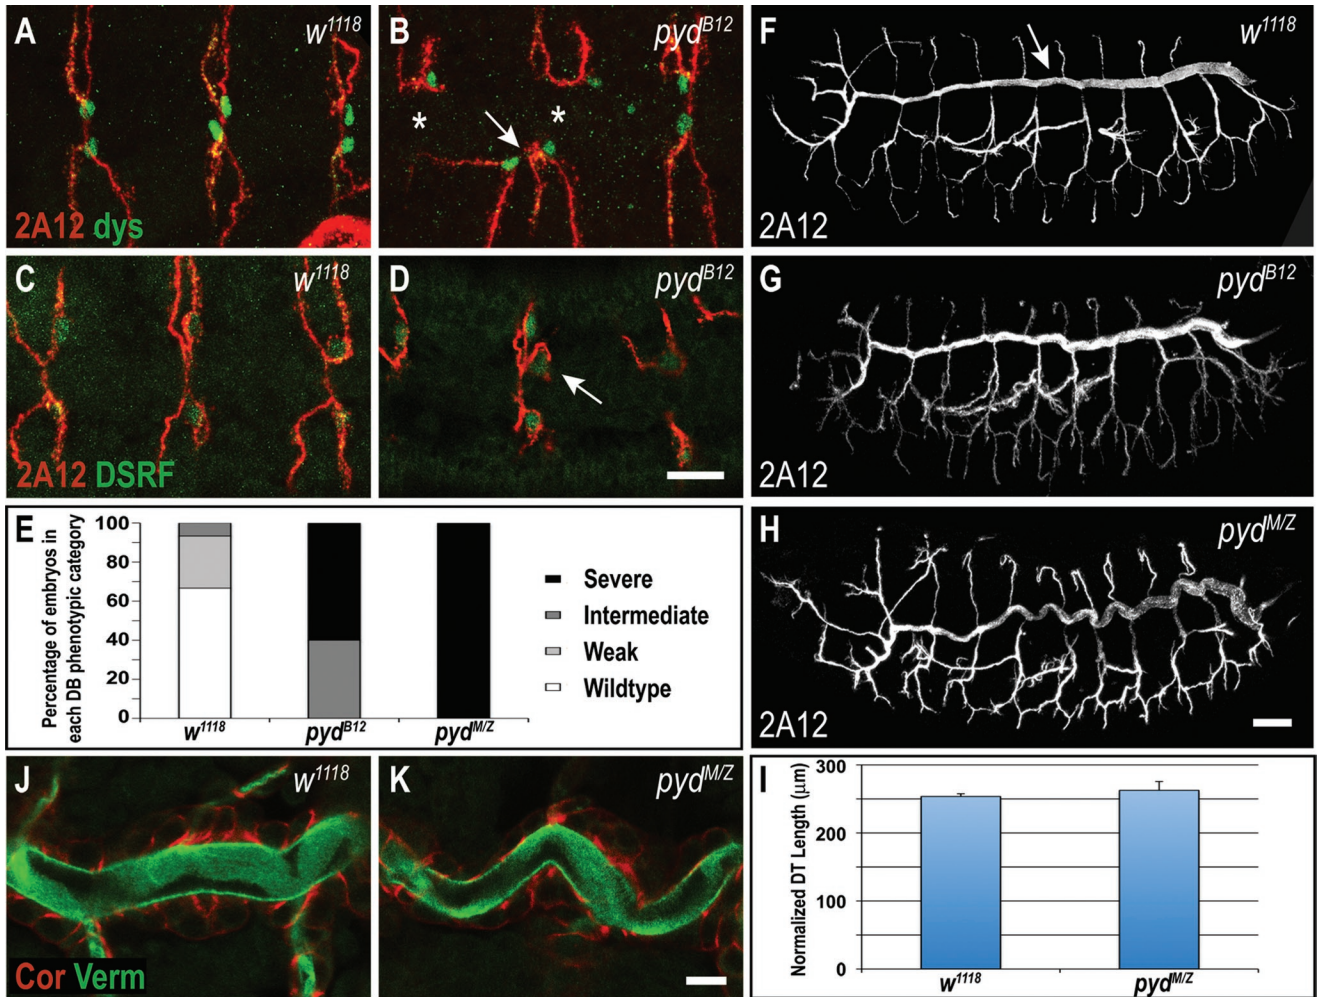 A
w1118
2A12 dys
B
pydB12
*
*
C
w1118
2A12 DSRF
D
pydB12
E
Percentage of embryos in
each DB phenotypic category
100
80
60
40
20
0
w1118
pydB12
pydM/Z
Severe
Intermediate
Weak
Wildtype
F
w1118
2A12
G
pydB12
2A12
H
pydM/Z
2A12
J
w1118
Cor Verm
K
pydM/Z
I
Normalized DT Length (μm)
300
200
100
0
w1118
pydM/Z